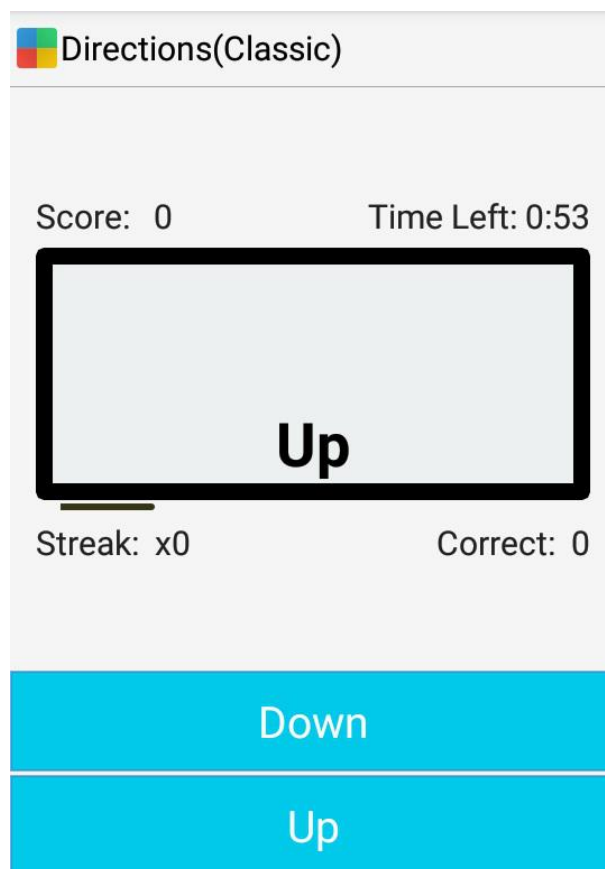 Directions(Classic)
Score: 0 Time Left: 0:53
Up
Streak: x0 Correct: 0
Down
Up